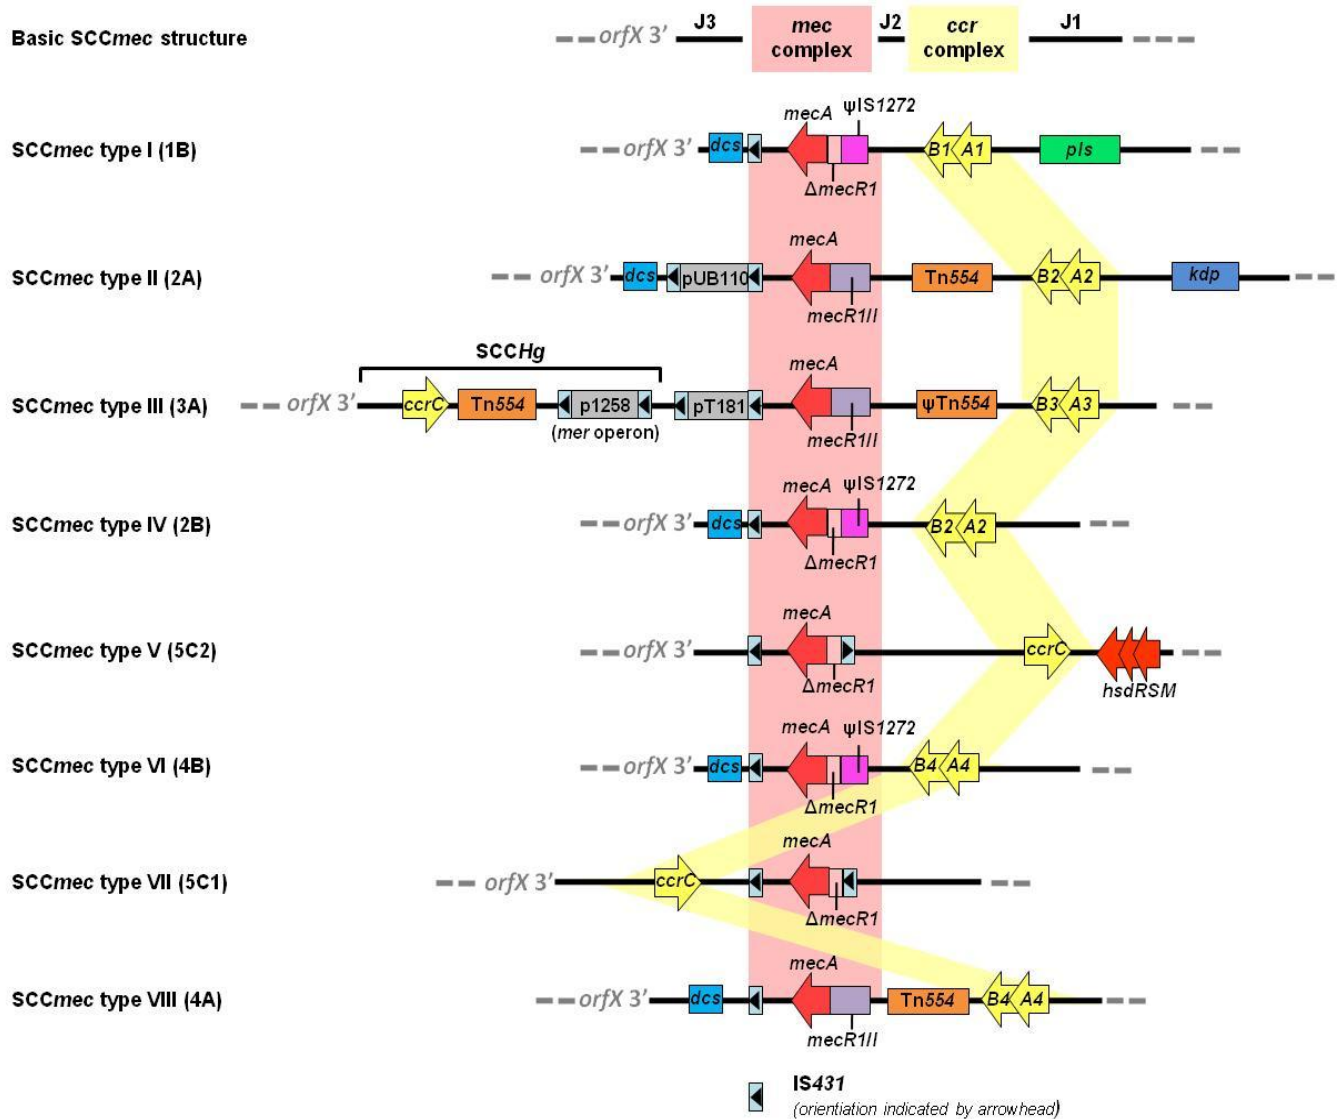 Basic SCCmec structure
orfX 3'
J3
mec
complex
J2
ccr
complex
J1
SCCmec type I (1B)
orfX 3'
dcs
mecA
ψIS1272
ΔmecR1
B1
A1
pls
SCCmec type II (2A)
orfX 3'
dcs
pUB110
mecA
mecR1/I
Tn554
B2
A2
kdp
SCCmec type III (3A)
SCCHg
orfX 3'
ccrC
Tn554
p1258
(mer operon)
pT181
mecA
mecR1/I
ψTn554
B3
A3
SCCmec type IV (2B)
orfX 3'
dcs
mecA
ψIS1272
ΔmecR1
B2
A2
SCCmec type V (5C2)
orfX 3'
mecA
ΔmecR1
ccrC
hsdRSM
SCCmec type VI (4B)
orfX 3'
dcs
mecA
ψIS1272
ΔmecR1
B4
A4
SCCmec type VII (5C1)
orfX 3'
ccrC
mecA
ΔmecR1
SCCmec type VIII (4A)
orfX 3'
dcs
mecA
mecR1/I
Tn554
B4
A4
IS431
(orientiation indicated by arrowhead)